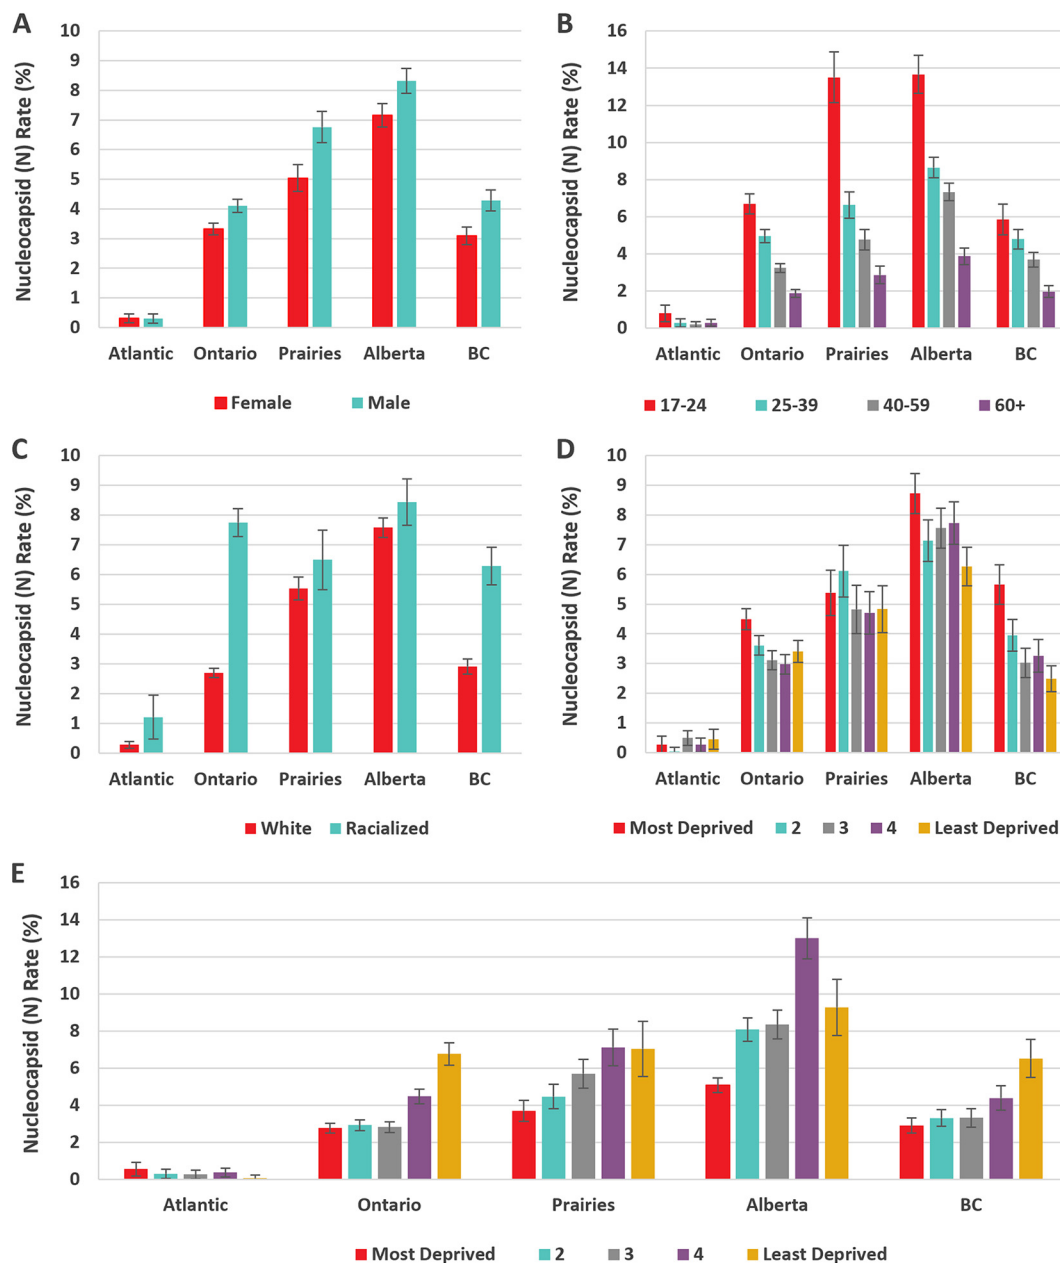 A
Nucleocapsid (N) Rate (%)
10
9
8
7
6
5
4
3
2
1
0
Atlantic Ontario Prairies Alberta BC
Female Male
B
Nucleocapsid (N) Rate (%)
16
14
12
10
8
6
4
2
0
Atlantic Ontario Prairies Alberta BC
17-24 25-39 40-59 60+
C
Nucleocapsid (N) Rate (%)
10
9
8
7
6
5
4
3
2
1
0
Atlantic Ontario Prairies Alberta BC
White Racialized
D
Nucleocapsid (N) Rate (%)
10
9
8
7
6
5
4
3
2
1
0
Atlantic Ontario Prairies Alberta BC
Most Deprived 2 3 4 Least Deprived
E
Nucleocapsid (N) Rate (%)
16
14
12
10
8
6
4
2
0
Atlantic Ontario Prairies Alberta BC
Most Deprived 2 3 4 Least Deprived